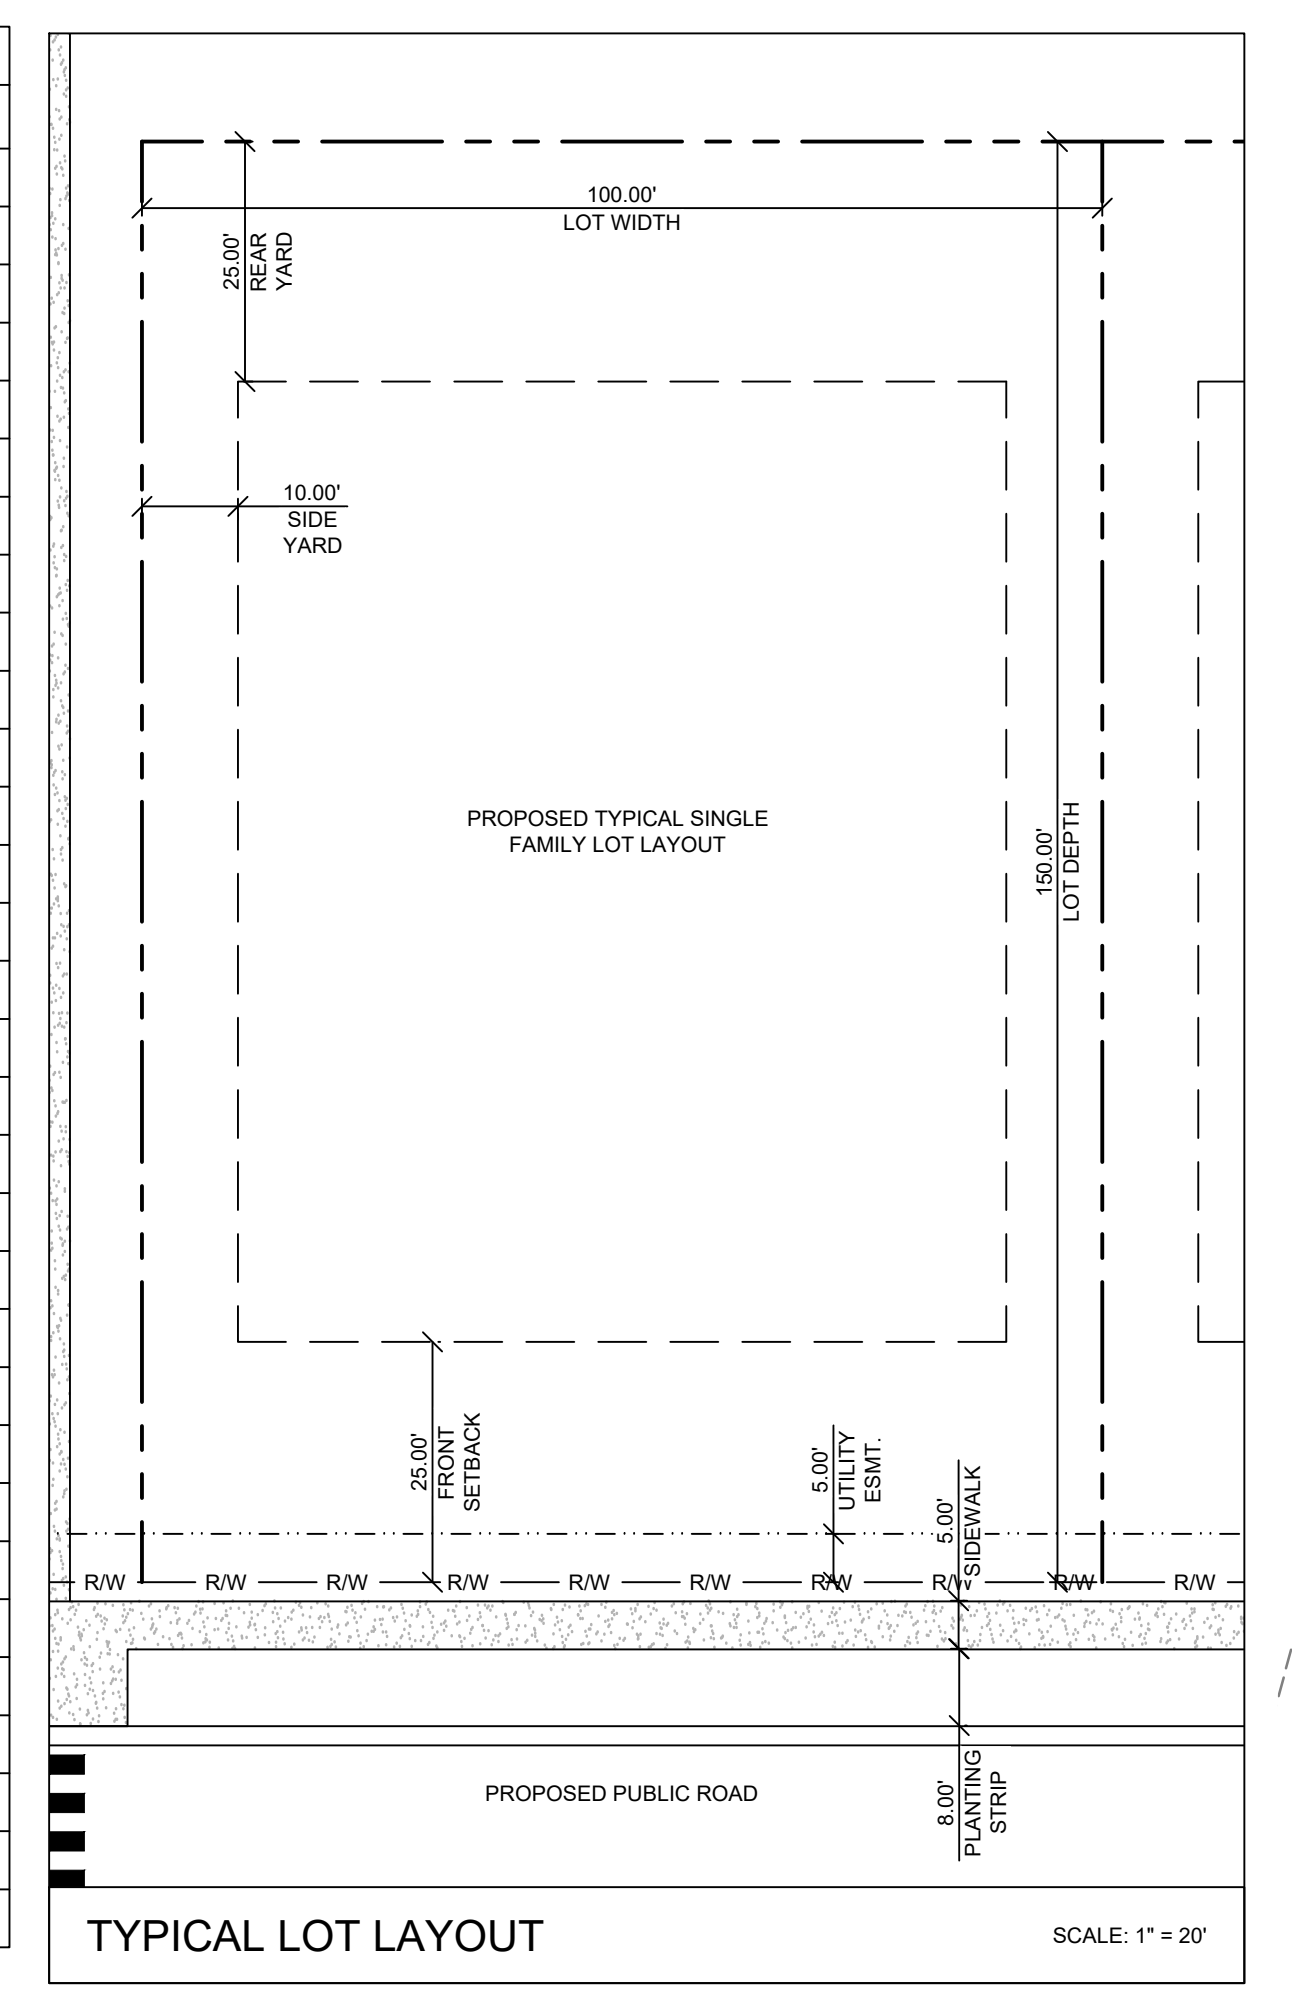 100.00'
LOT WIDTH
25.00'
REAR
YARD
10.00'
SIDE
YARD
PROPOSED TYPICAL SINGLE
FAMILY LOT LAYOUT
150.00'
LOT DEPTH
25.00'
FRONT
SETBACK
5.00'
UTILITY
ESMT.
5.00'
SIDEWALK
R/W R/W R/W R/W R/W R/W R/W R/W R/W R/W
8.00'
PLANTING
STRIP
PROPOSED PUBLIC ROAD
TYPICAL LOT LAYOUT
SCALE: 1" = 20'